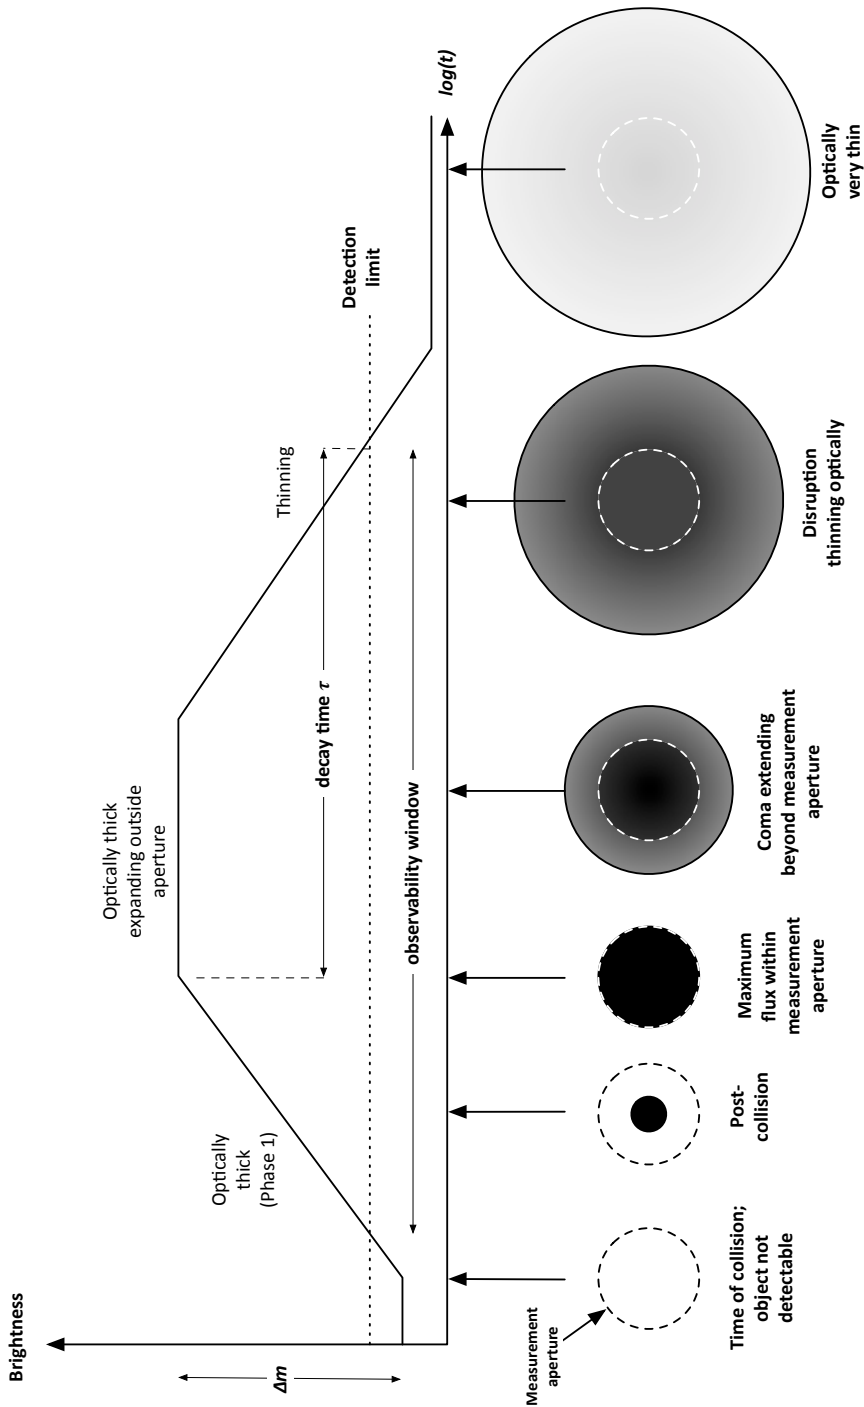 Brightness
Δm
Optically
thick
(Phase 1)
Optically thick
expanding outside
aperture
Thinning
Detection
limit
decay time τ
observability window
log(t)
Measurement
aperture
Time of collision;
object not
detectable
Post-
collision
Maximum
flux within
measurement
aperture
Coma extending
beyond measurement
aperture
Disruption
thinning optically
Optically
very thin